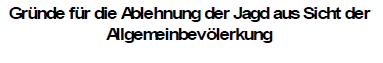 Gründe für die Ablehnung der Jagd aus Sicht der
Allgemeinbevölerkung